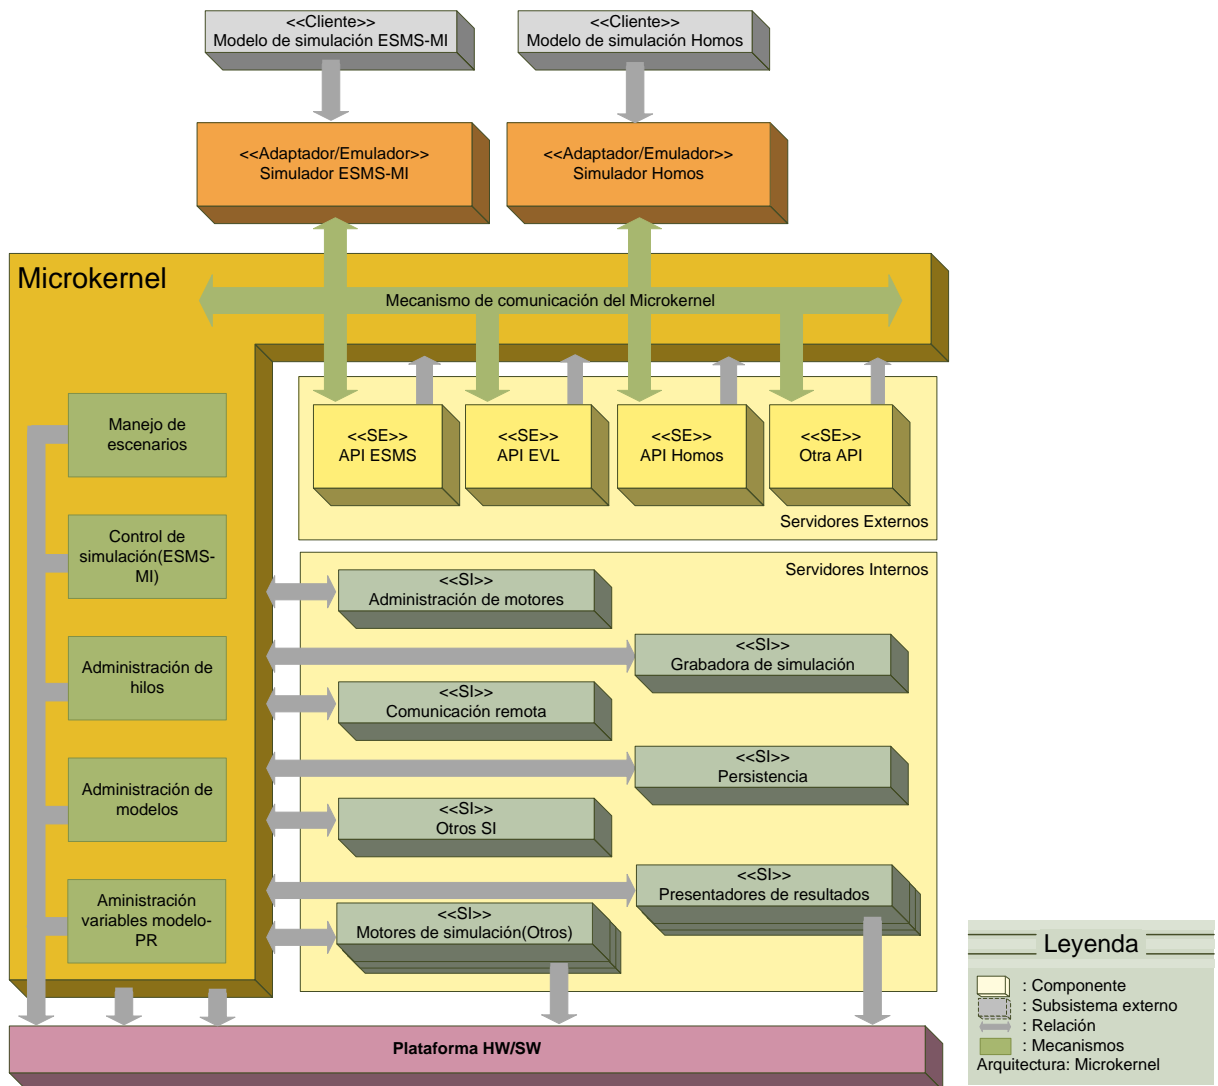 <<Cliente>>
Modelo de simulación ESMS-MI
<<Cliente>>
Modelo de simulación Homos
<<Adaptador/Emulador>>
Simulador ESMS-MI
<<Adaptador/Emulador>>
Simulador Homos
Microkernel
Mecanismo de comunicación del Microkernel
Manejo de
escenarios
Control de
simulación(ESMS-
MI)
Administración de
hilos
Administración de
modelos
Aministración
variables modelo-
PR
<<SE>>
API ESMS
<<SE>>
API EVL
<<SE>>
API Homos
<<SE>>
Otra API
Servidores Externos
Servidores Internos
<<SI>>
Administración de motores
<<SI>>
Grabadora de simulación
<<SI>>
Comunicación remota
<<SI>>
Persistencia
<<SI>>
Otros SI
<<SI>>
Presentadores de resultados
<<SI>>
Motores de simulación(Otros)
Plataforma HW/SW
Leyenda
: Componente
: Subsistema externo
: Relación
: Mecanismos
Arquitectura: Microkernel